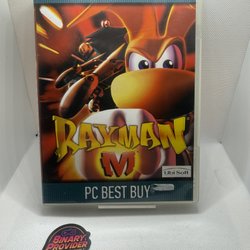 RAYMAN
M
Ubi Soft
PC BEST BUY
BINARY
PROVIDER